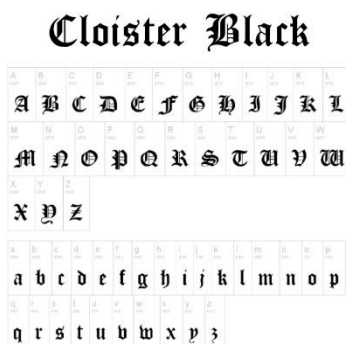 Cloister Black
A B C D E F G H I J K L
A B C D E F G H I J K L
M N O P Q R S T U V W
M N O P Q R S T U V W
X Y Z
X Y Z
a b c d e f g h i j k l m n o p
a b c d e f g h i j k l m n o p
q r s t u v w x y z
q r s t u v w x y z